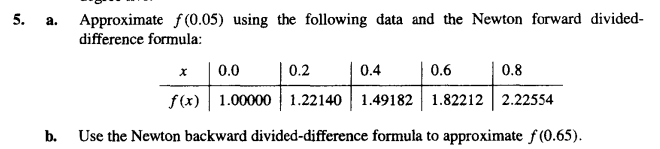 5. a. Approximate f(0.05) using the following data and the Newton forward divided-
difference formula:
x 0.0 0.2 0.4 0.6 0.8
f(x) 1.00000 1.22140 1.49182 1.82212 2.22554
b. Use the Newton backward divided-difference formula to approximate f(0.65).